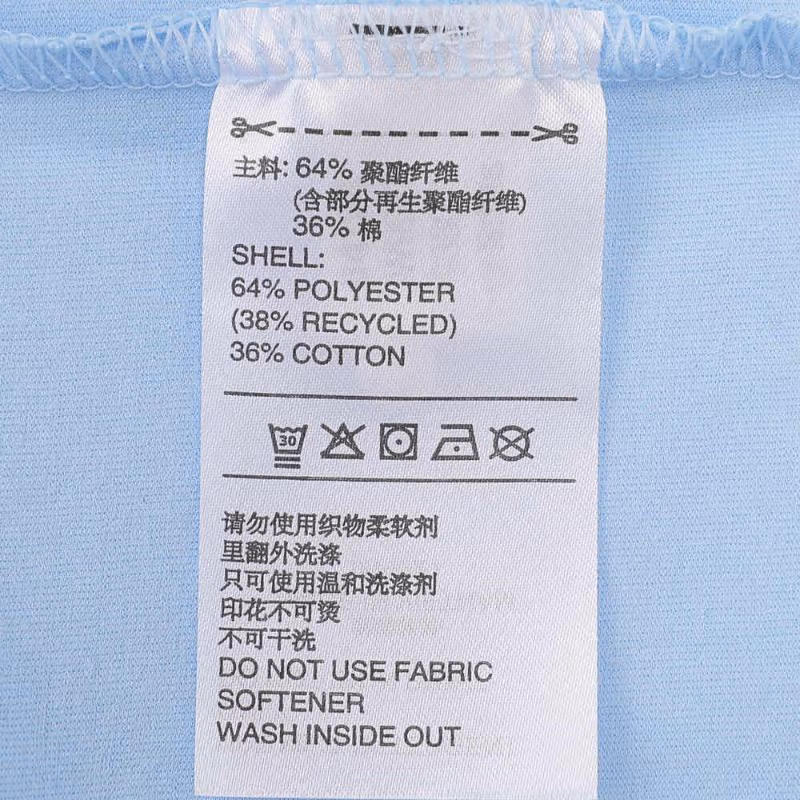 主料: 64% 聚酯纤维
(含部分再生聚酯纤维)
36% 棉
SHELL:
64% POLYESTER
(38% RECYCLED)
36% COTTON
30
请勿使用织物柔软剂
里翻外洗涤
只可使用温和洗涤剂
印花不可烫
不可干洗
DO NOT USE FABRIC
SOFTENER
WASH INSIDE OUT